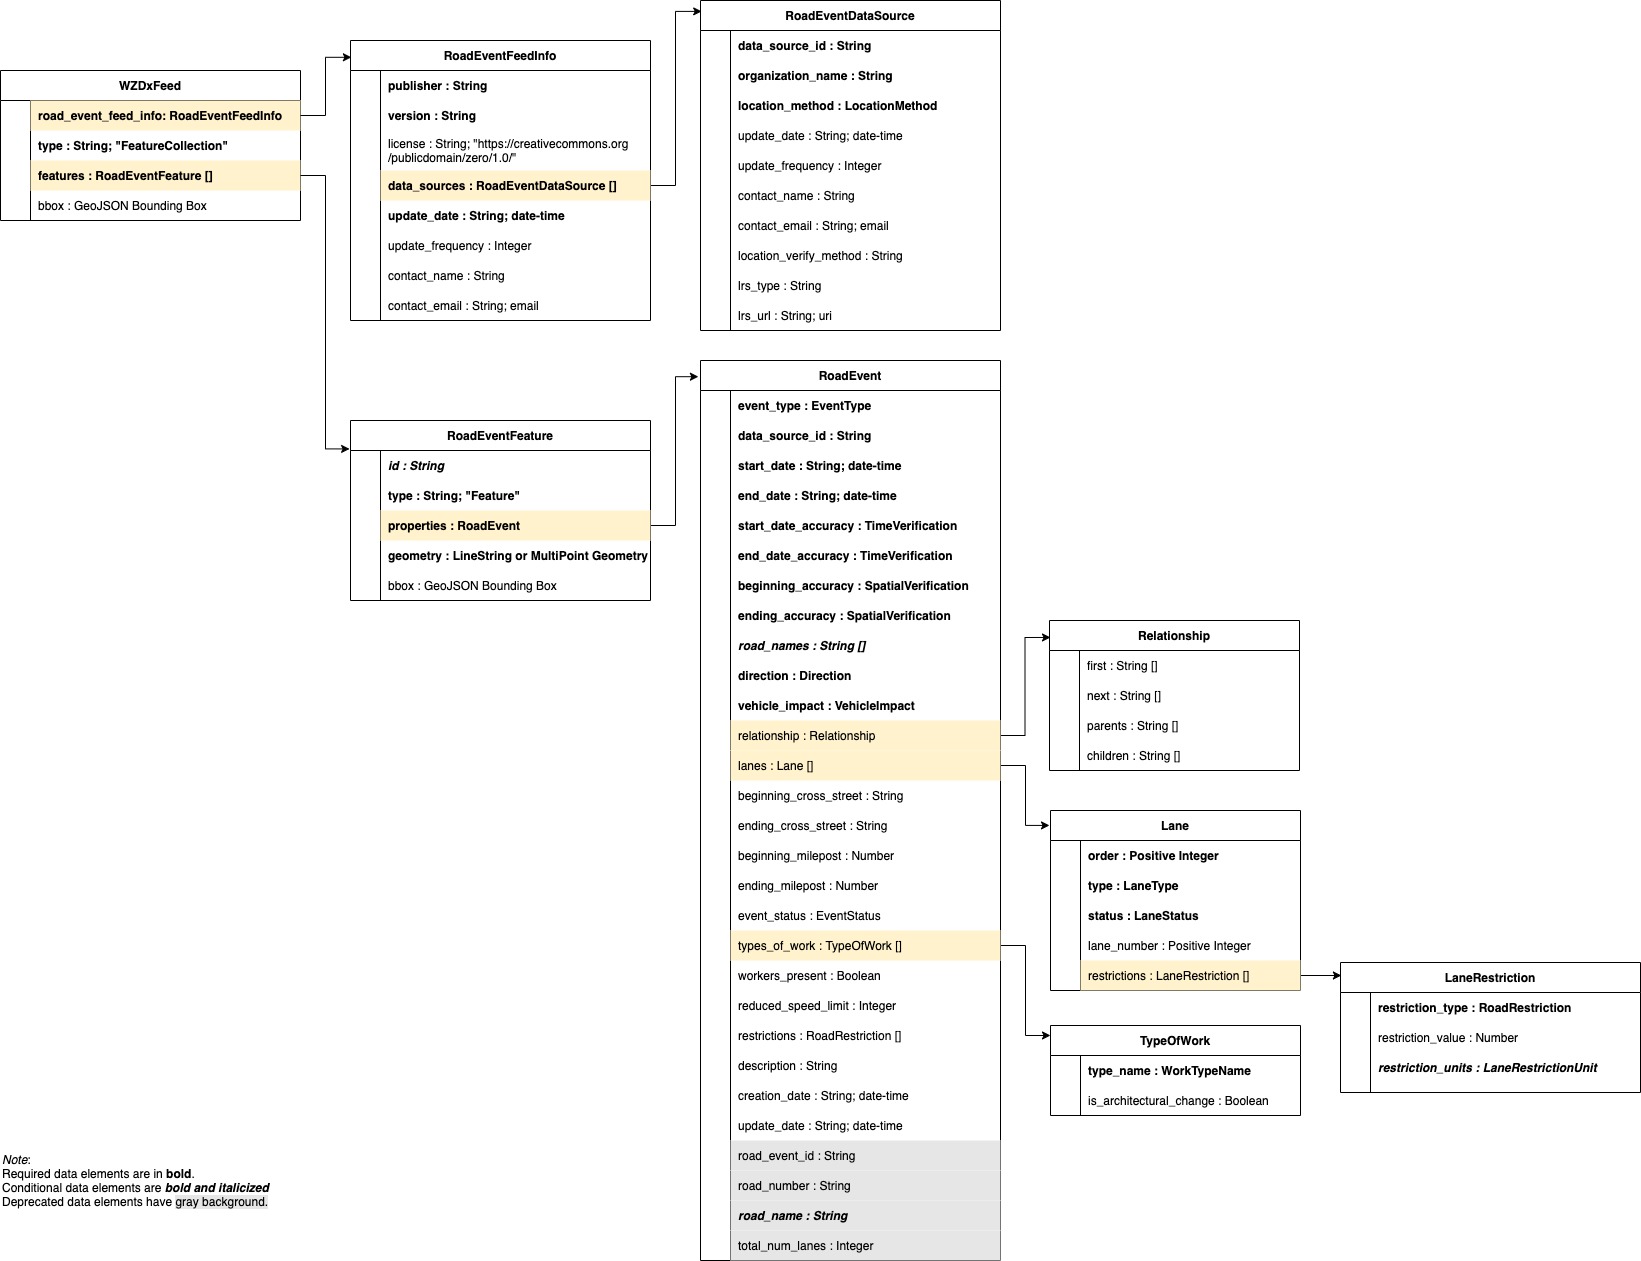 WZDxFeed
road_event_feed_info: RoadEventFeedInfo
type : String; "FeatureCollection"
features : RoadEventFeature []
bbox : GeoJSON Bounding Box
RoadEventFeedInfo
publisher : String
version : String
license : String; "https://creativecommons.org
/publicdomain/zero/1.0/"
data_sources : RoadEventDataSource []
update_date : String; date-time
update_frequency : Integer
contact_name : String
contact_email : String; email
RoadEventDataSource
data_source_id : String
organization_name : String
location_method : LocationMethod
update_date : String; date-time
update_frequency : Integer
contact_name : String
contact_email : String; email
location_verify_method : String
lrs_type : String
lrs_url : String; uri
RoadEventFeature
id : String
type : String; "Feature"
properties : RoadEvent
geometry : LineString or MultiPoint Geometry
bbox : GeoJSON Bounding Box
RoadEvent
event_type : EventType
data_source_id : String
start_date : String; date-time
end_date : String; date-time
start_date_accuracy : TimeVerification
end_date_accuracy : TimeVerification
beginning_accuracy : SpatialVerification
ending_accuracy : SpatialVerification
road_names : String []
direction : Direction
vehicle_impact : VehicleImpact
relationship : Relationship
lanes : Lane []
beginning_cross_street : String
ending_cross_street : String
beginning_milepost : Number
ending_milepost : Number
event_status : EventStatus
types_of_work : TypeOfWork []
workers_present : Boolean
reduced_speed_limit : Integer
restrictions : RoadRestriction []
description : String
creation_date : String; date-time
update_date : String; date-time
road_event_id : String
road_number : String
road_name : String
total_num_lanes : Integer
Relationship
first : String []
next : String []
parents : String []
children : String []
Lane
order : Positive Integer
type : LaneType
status : LaneStatus
lane_number : Positive Integer
restrictions : LaneRestriction []
LaneRestriction
restriction_type : RoadRestriction
restriction_value : Number
restriction_units : LaneRestrictionUnit
TypeOfWork
type_name : WorkTypeName
is_architectural_change : Boolean
Note:
Required data elements are in bold.
Conditional data elements are bold and italicized
Deprecated data elements have gray background.